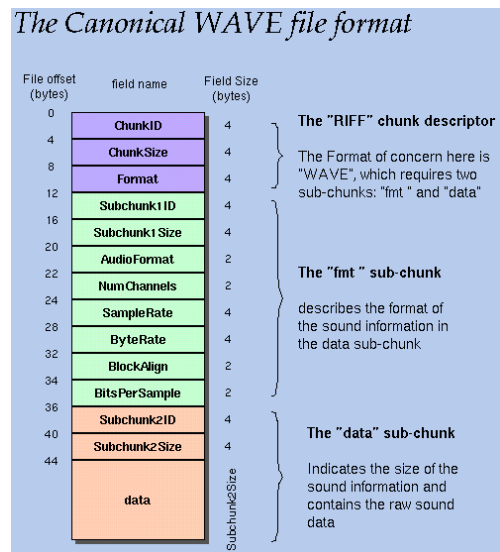 The Canonical WAVE file format
File offset
(bytes)
field name
Field Size
(bytes)
0
ChunkID
4
4
ChunkSize
4
8
Format
4
12
Subchunk1ID
4
16
Subchunk1Size
4
20
AudioFormat
2
22
NumChannels
2
24
SampleRate
4
28
ByteRate
4
32
BlockAlign
2
34
BitsPerSample
2
36
Subchunk2ID
4
40
Subchunk2Size
4
44
data
Subchunk2Size
The "RIFF" chunk descriptor
The Format of concern here is
"WAVE", which requires two
sub-chunks: "fmt " and "data"
The "fmt " sub-chunk
describes the format of
the sound information in
the data sub-chunk
The "data" sub-chunk
Indicates the size of the
sound information and
contains the raw sound
data